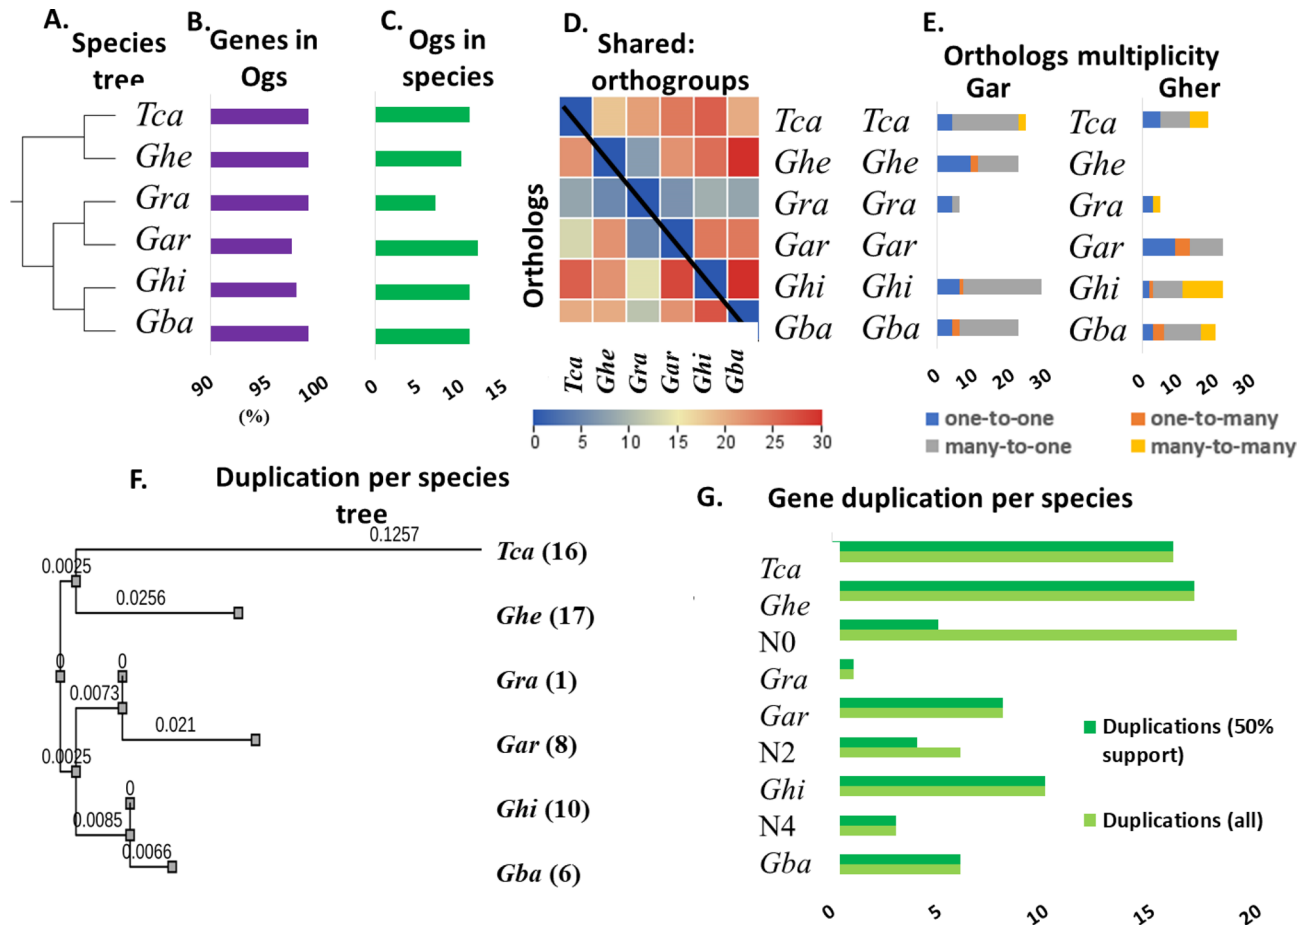 A.
Species
tree
Tca
Ghe
Gra
Gar
Ghi
Gba
B.
Genes in
Ogs
90
95
100
(%)
C.
Ogs in
species
0
5
10
15
D.
Shared:
orthogroups
Orthologs
Tca
Ghe
Gra
Gar
Ghi
Gba
Tca
Ghe
Gra
Gar
Ghi
Gba
0
5
10
15
20
25
30
E.
Orthologs multiplicity
Gar
Gher
Tca
Ghe
Gra
Gar
Ghi
Gba
0
10
20
30
Tca
Ghe
Gra
Gar
Ghi
Gba
0
10
20
30
one-to-one
one-to-many
many-to-one
many-to-many
F.
Duplication per species
tree
0.1257
0.0025
0.0256
0
0
0.0073
0.021
0.0025
0
0.0085
0.0066
Tca (16)
Ghe (17)
Gra (1)
Gar (8)
Ghi (10)
Gba (6)
G.
Gene duplication per species
Tca
Ghe
N0
Gra
Gar
N2
Ghi
N4
Gba
0
5
10
15
20
Duplications (50%
support)
Duplications (all)